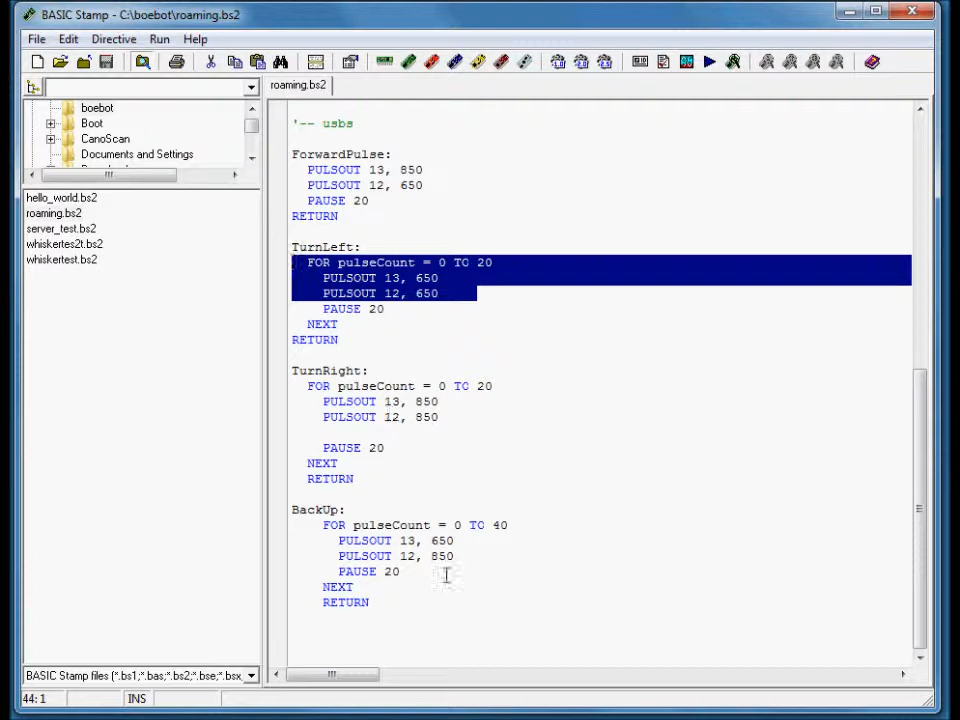 BASIC Stamp - C:\boebot\roaming.bs2
File Edit Directive Run Help
roaming.bs2
boebot
Boot
CanoScan
Documents and Settings
hello_world.bs2
roaming.bs2
server_test.bs2
whiskertes2t.bs2
whiskertest.bs2
'-- usbs
ForwardPulse:
PULSOUT 13, 850
PULSOUT 12, 650
PAUSE 20
RETURN
TurnLeft:
FOR pulseCount = 0 TO 20
PULSOUT 13, 650
PULSOUT 12, 650
PAUSE 20
NEXT
RETURN
TurnRight:
FOR pulseCount = 0 TO 20
PULSOUT 13, 850
PULSOUT 12, 850
PAUSE 20
NEXT
RETURN
BackUp:
FOR pulseCount = 0 TO 40
PULSOUT 13, 650
PULSOUT 12, 850
PAUSE 20
NEXT
RETURN
BASIC Stamp files (*.bs1;*.bas;*.bs2;*.bse;*.bsx,
44:1 INS